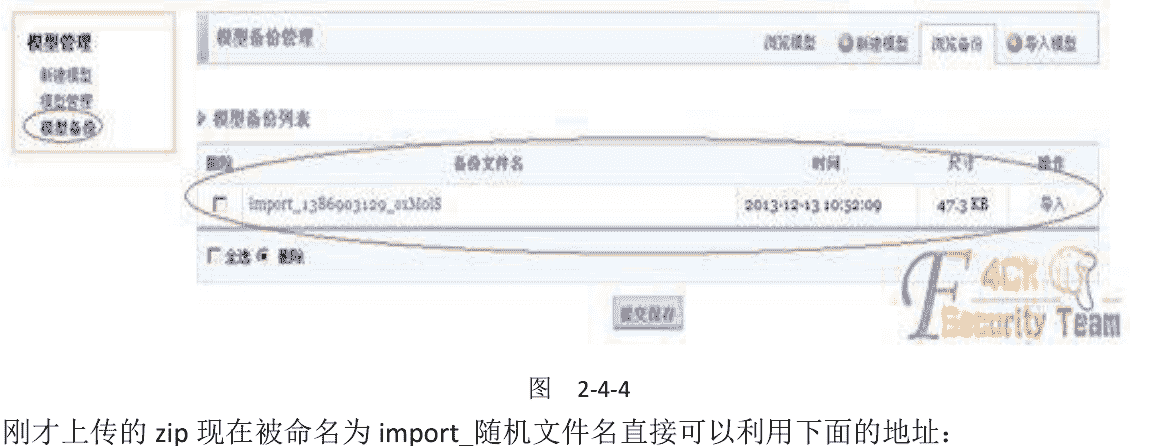 模型管理
新建模型
模型管理
模型备份
模型备份管理
浏览模型 新建模型 浏览备份 导入模型
模型备份列表
删除 备份文件名 时间 尺寸 操作
2013-12-13 10:52:09 47.3 KB 导入
全选 删除
提交保存
F4CK
Security Team
图 2-4-4
刚才上传的 zip 现在被命名为 import_随机文件名直接可以利用下面的地址：